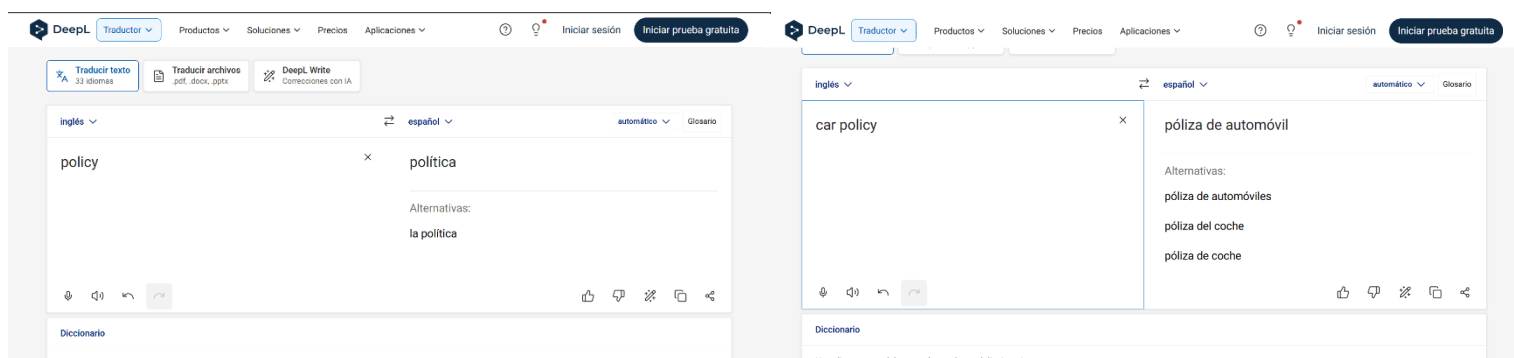 DeepL Traductor Productos Soluciones Precios Aplicaciones Iniciar sesión Iniciar prueba gratuita
Traducir texto
33 idiomas
Traducir archivos
.pdf, .docx, .pptx
DeepL Write
Correcciones con IA
inglés español automático Glosario
policy
política
Alternativas:
la política
Diccionario
DeepL Traductor Productos Soluciones Precios Aplicaciones Iniciar sesión Iniciar prueba gratuita
inglés español automático Glosario
car policy
póliza de automóvil
Alternativas:
póliza de automóviles
póliza del coche
póliza de coche
Diccionario